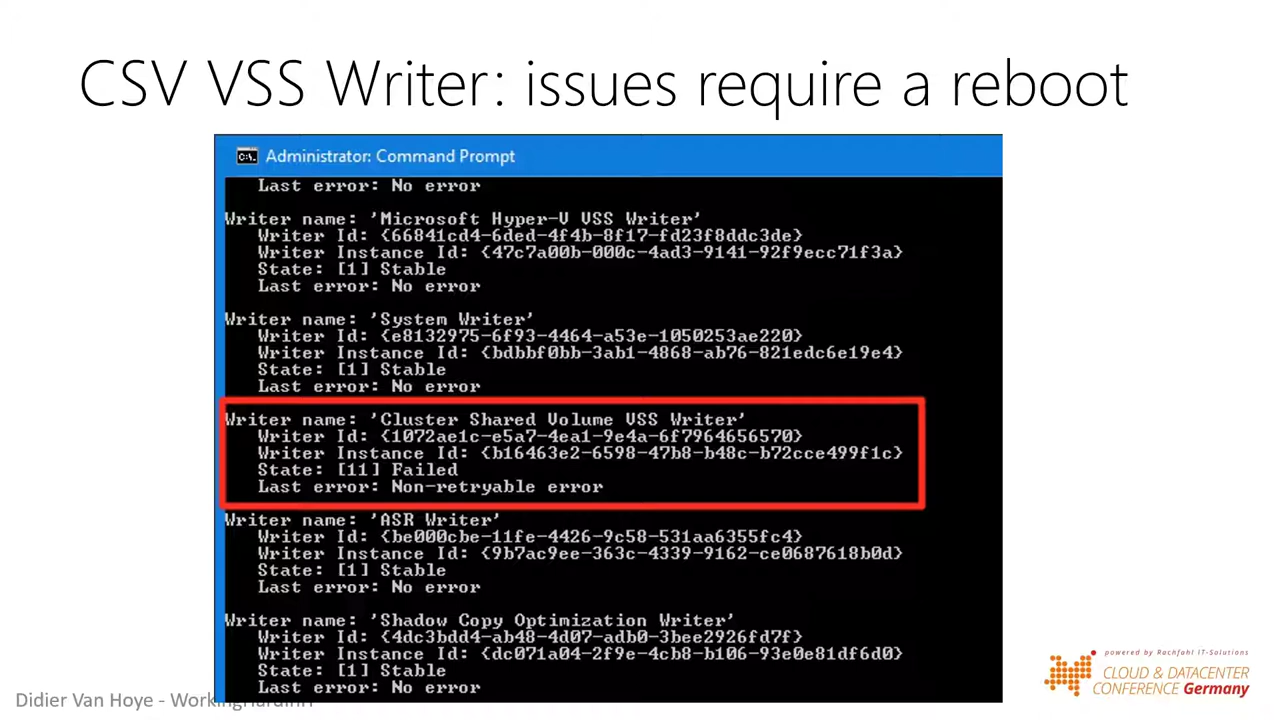 CSV VSS Writer: issues require a reboot
Administrator: Command Prompt
Last error: No error
Writer name: 'Microsoft Hyper-V VSS Writer'
Writer Id: {66841cd4-6ded-4f4b-8f17-fd23f8ddc3de}
Writer Instance Id: {47c7a00b-000c-4ad3-9141-92f9ecc71f3a}
State: [1] Stable
Last error: No error
Writer name: 'System Writer'
Writer Id: {e8132975-6f93-4464-a53e-1050253ae220}
Writer Instance Id: {bdbbf0bb-3ab1-4868-ab76-821edc6e19e4}
State: [1] Stable
Last error: No error
Writer name: 'Cluster Shared Volume VSS Writer'
Writer Id: {1072ae1c-e5a7-4ea1-9e4a-6f7964656570}
Writer Instance Id: {b16463e2-6598-47b8-b48c-b72cce499f1c}
State: [11] Failed
Last error: Non-retryable error
Writer name: 'ASR Writer'
Writer Id: {be000cbe-11fe-4426-9c58-531aa6355fc4}
Writer Instance Id: {9b7ac9ee-363c-4339-9162-ce0687618b0d}
State: [1] Stable
Last error: No error
Writer name: 'Shadow Copy Optimization Writer'
Writer Id: {4dc3bdd4-ab48-4d07-adb0-3bee2926fd7f}
Writer Instance Id: {dc071a04-2f9e-4cb8-b106-93e0e81df6d0}
State: [1] Stable
Last error: No error
Didier Van Hoye -
powered by Rachfahl IT-Solutions
CLOUD & DATACENTER
CONFERENCE Germany